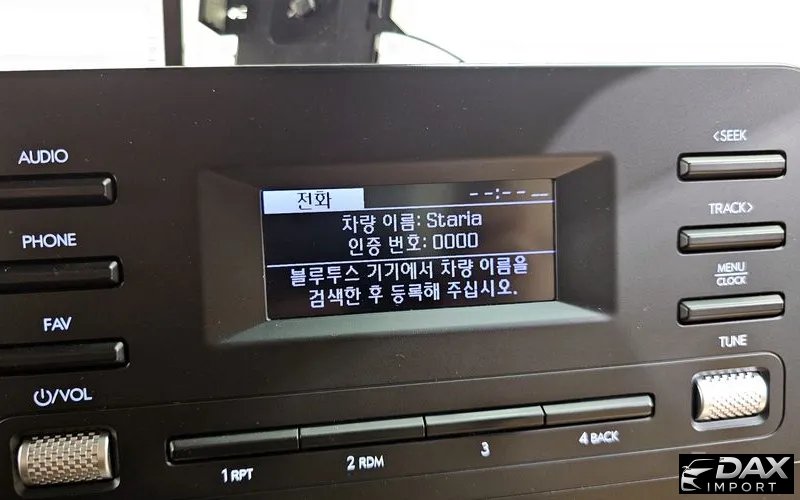 AUDIO
PHONE
FAV
⏻/VOL
전화
--:-- __
차량 이름: Staria
인증 번호: 0000
블루투스 기기에서 차량 이름을
검색한 후 등록해 주십시오.
<SEEK
TRACK>
MENU
CLOCK
TUNE
1 RPT
2 RDM
3
4 BACK
DAX
IMPORT